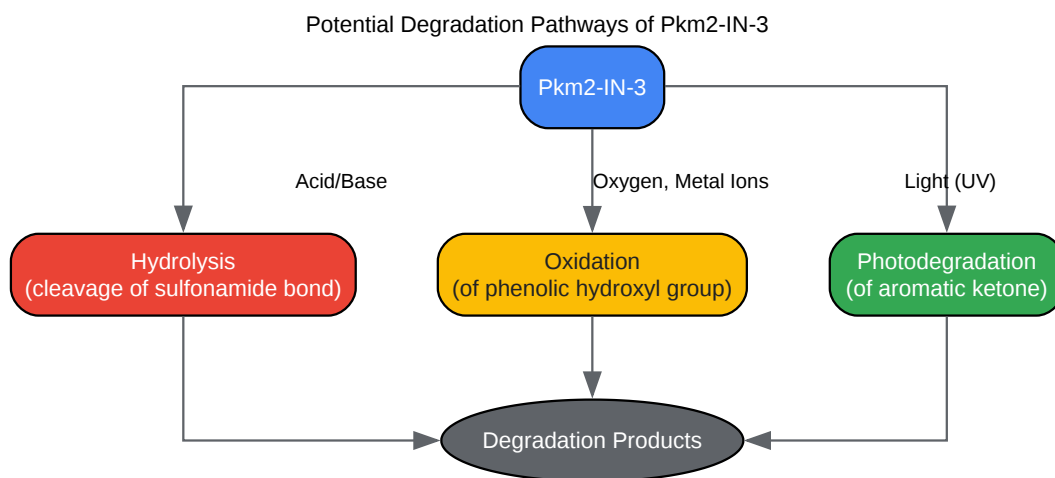 Potential Degradation Pathways of Pkm2-IN-3
Pkm2-IN-3
Acid/Base
Oxygen, Metal Ions
Light (UV)
Hydrolysis
(cleavage of sulfonamide bond)
Oxidation
(of phenolic hydroxyl group)
Photodegradation
(of aromatic ketone)
Degradation Products